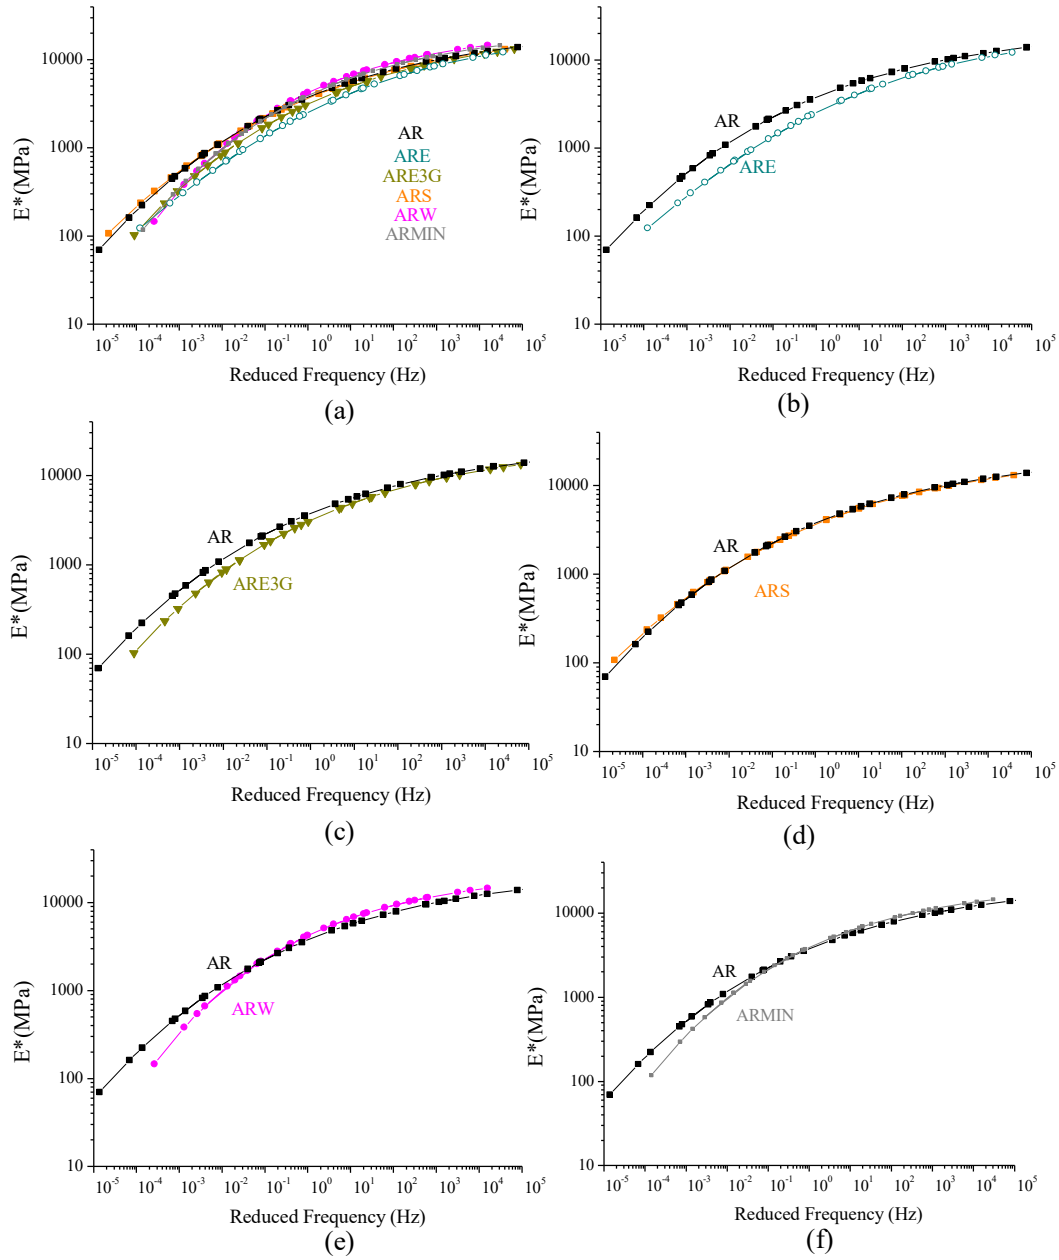 10000
1000
100
10
E*(MPa)
AR
ARE
ARE3G
ARS
ARW
ARMIN
10⁻⁵ 10⁻⁴ 10⁻³ 10⁻² 10⁻¹ 10⁰ 10¹ 10² 10³ 10⁴ 10⁵
Reduced Frequency (Hz)
(a)
10000
1000
100
10
E*(MPa)
AR
ARE
10⁻⁵ 10⁻⁴ 10⁻³ 10⁻² 10⁻¹ 10⁰ 10¹ 10² 10³ 10⁴ 10⁵
Reduced Frequency (Hz)
(b)
10000
1000
100
10
E*(MPa)
AR
ARE3G
10⁻⁵ 10⁻⁴ 10⁻³ 10⁻² 10⁻¹ 10⁰ 10¹ 10² 10³ 10⁴ 10⁵
Reduced Frequency (Hz)
(c)
10000
1000
100
10
E*(MPa)
AR
ARS
10⁻⁵ 10⁻⁴ 10⁻³ 10⁻² 10⁻¹ 10⁰ 10¹ 10² 10³ 10⁴ 10⁵
Reduced Frequency (Hz)
(d)
10000
1000
100
10
E*(MPa)
AR
ARW
10⁻⁵ 10⁻⁴ 10⁻³ 10⁻² 10⁻¹ 10⁰ 10¹ 10² 10³ 10⁴ 10⁵
Reduced Frequency (Hz)
(e)
10000
1000
100
10
E*(MPa)
AR
ARMIN
10⁻⁵ 10⁻⁴ 10⁻³ 10⁻² 10⁻¹ 10⁰ 10¹ 10² 10³ 10⁴ 10⁵
Reduced Frequency (Hz)
(f)